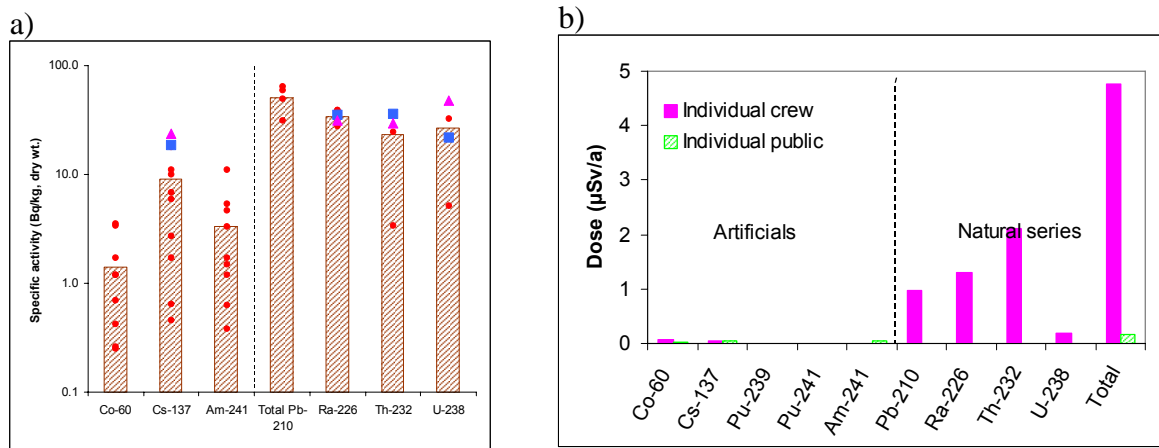 a)
Specific activity (Bq/kg, dry wt.)
100.0
10.0
1.0
0.1
Co-60 Cs-137 Am-241 Total Pb-210 Ra-226 Th-232 U-238
b)
Dose (µSv/a)
5
4
3
2
1
0
Individual crew
Individual public
Artificials
Natural series
Co-60 Cs-137 Pu-239 Pu-241 Am-241 Pb-210 Ra-226 Th-232 U-238 Total